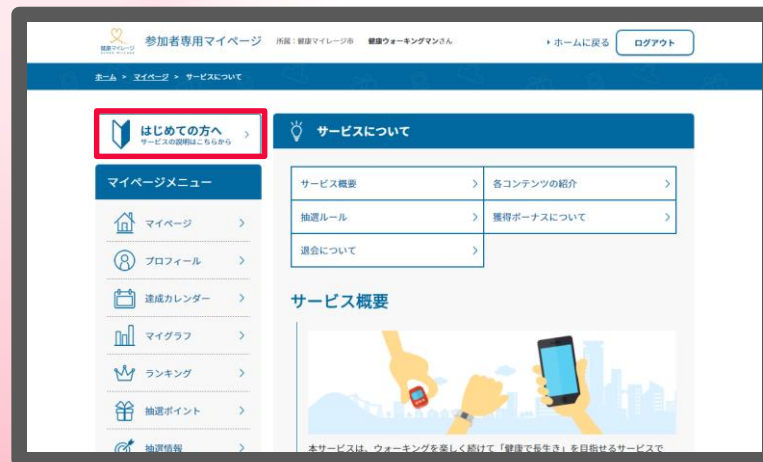 健康マイレージ
参加者専用マイページ
所属：健康マイレージ市 健康ウォーキングマンさん
ホームに戻る
ログアウト
ホーム > マイページ > サービスについて
はじめての方へ
サービスの説明はこちらから
マイページメニュー
マイページ
プロフィール
達成カレンダー
マイグラフ
ランキング
抽選ポイント
抽選情報
サービスについて
サービス概要
各コンテンツの紹介
抽選ルール
獲得ボーナスについて
退会について
サービス概要
本サービスは、ウォーキングを楽しく続けて「健康で長生き」を目指せるサービスで